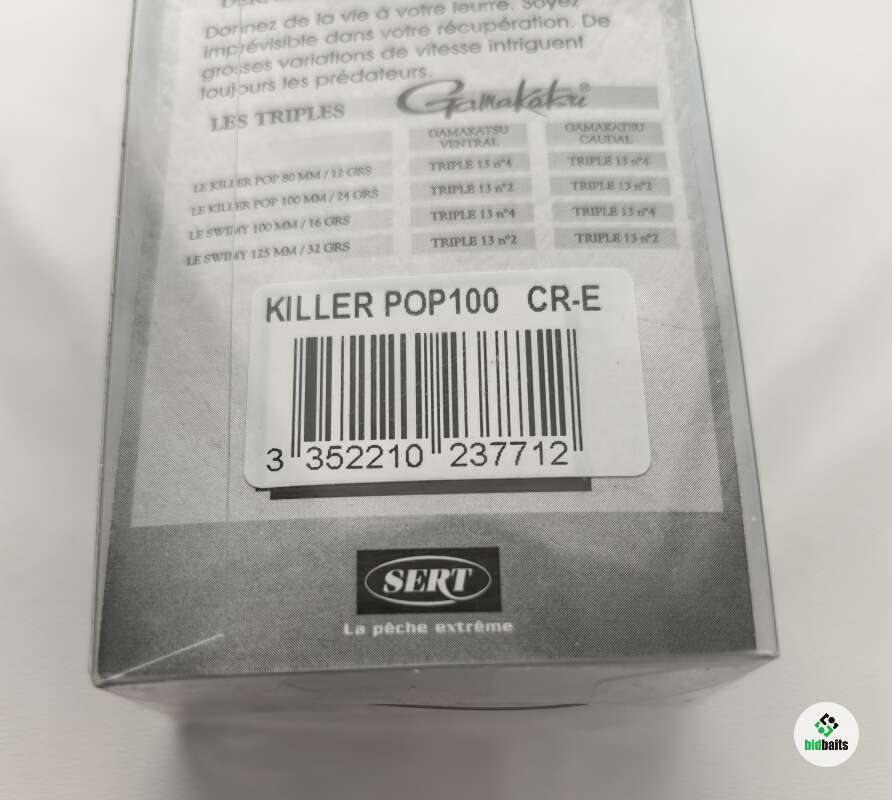 Donnez de la vie à votre leurre. Soyez
imprévisible dans votre récupération. De
grosses variations de vitesse intriguent
toujours les prédateurs.
LES TRIPLES
Gamakatsu®
GAMAKATSU VENTRAL
GAMAKATSU CAUDAL
LE KILLER POP 80 MM / 12 GRS TRIPLE 13 n°4 TRIPLE 13 n°4
LE KILLER POP 100 MM / 24 GRS TRIPLE 13 n°2 TRIPLE 13 n°2
LE SWIMY 100 MM / 16 GRS TRIPLE 13 n°4 TRIPLE 13 n°4
LE SWIMY 125 MM / 32 GRS TRIPLE 13 n°2 TRIPLE 13 n°2
KILLER POP100 CR-E
3 352210 237712
SERT
La pêche extrême
bidbaits